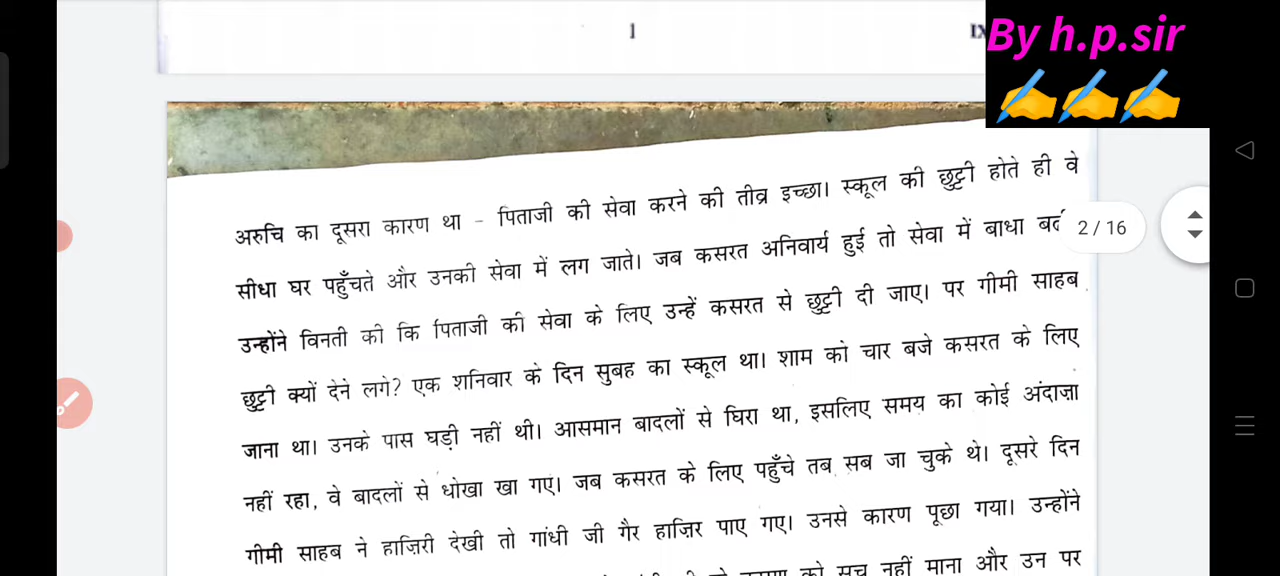 1
By h.p.sir
अरुचि का दूसरा कारण था - पिताजी की सेवा करने की तीव्र इच्छा। स्कूल की छुट्टी होते ही वे
2 / 16
सीधा घर पहुँचते और उनकी सेवा में लग जाते। जब कसरत अनिवार्य हुई तो सेवा में बाधा
उन्होंने विनती की कि पिताजी की सेवा के लिए उन्हें कसरत से छुट्टी दी जाए। पर गीमी साहब
छुट्टी क्यों देने लगे? एक शनिवार के दिन सुबह का स्कूल था। शाम को चार बजे कसरत के लिए
जाना था। उनके पास घड़ी नहीं थी। आसमान बादलों से घिरा था, इसलिए समय का कोई अंदाज़ा
नहीं रहा, वे बादलों से धोखा खा गए। जब कसरत के लिए पहुँचे तब सब जा चुके थे। दूसरे दिन
गीमी साहब ने हाज़िरी देखी तो गांधी जी गैर हाज़िर पाए गए। उनसे कारण पूछा गया। उन्होंने
को सच नहीं माना और उन पर